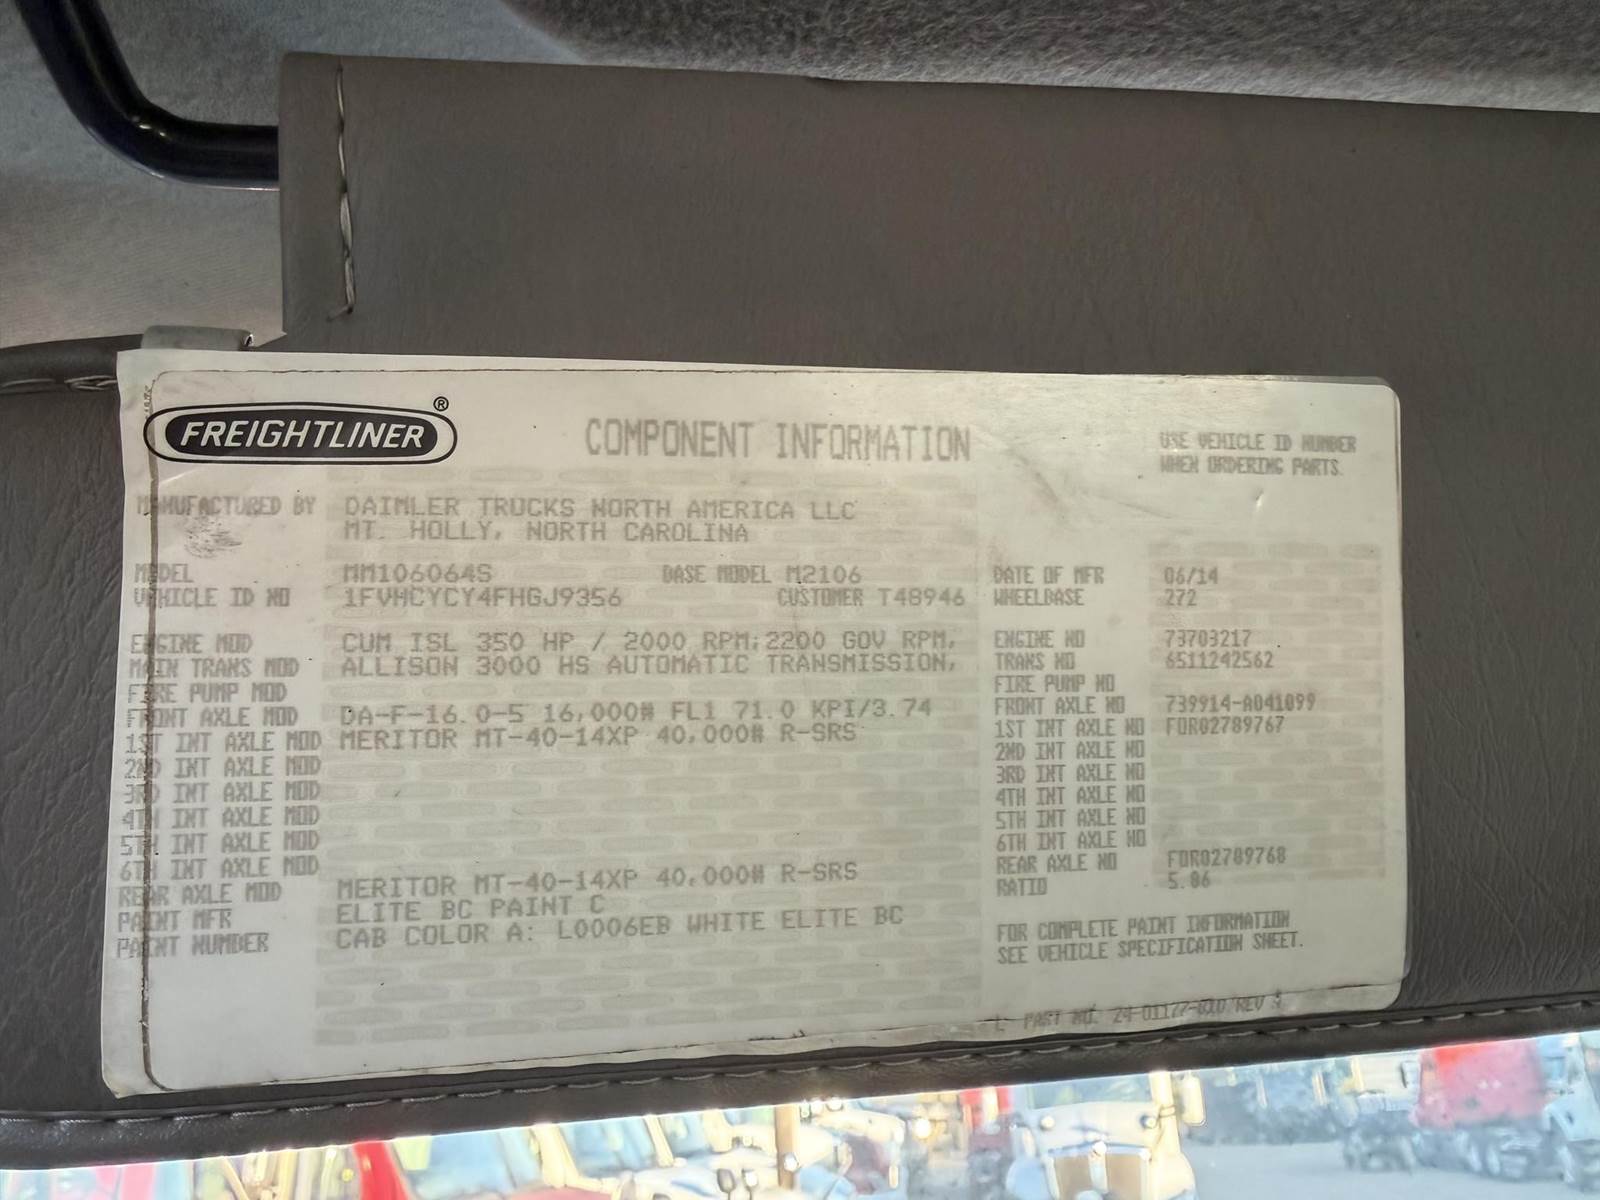 FREIGHTLINER®
COMPONENT INFORMATION
USE VEHICLE ID NUMBER
WHEN ORDERING PARTS.
MANUFACTURED BY DAIMLER TRUCKS NORTH AMERICA LLC
MT. HOLLY, NORTH CAROLINA
MODEL MM106064S BASE MODEL M2106 DATE OF MFR 06/14
VEHICLE ID NO 1FVHCYCY4FHGJ9356 CUSTOMER T48946 WHEELBASE 272
ENGINE MOD CUM ISL 350 HP / 2000 RPM;2200 GOV RPM, ENGINE NO 73703217
MAIN TRANS MOD ALLISON 3000 HS AUTOMATIC TRANSMISSION, TRANS NO 6511242562
FIRE PUMP MOD FIRE PUMP NO
FRONT AXLE MOD DA-F-16.0-5 16,000# FL1 71.0 KPI/3.74 FRONT AXLE NO 739914-A041099
1ST INT AXLE MOD MERITOR MT-40-14XP 40,000# R-SRS 1ST INT AXLE NO FOR02789767
2ND INT AXLE MOD 2ND INT AXLE NO
3RD INT AXLE MOD 3RD INT AXLE NO
4TH INT AXLE MOD 4TH INT AXLE NO
5TH INT AXLE MOD 5TH INT AXLE NO
6TH INT AXLE MOD 6TH INT AXLE NO
REAR AXLE MOD MERITOR MT-40-14XP 40,000# R-SRS REAR AXLE NO FOR02789768
PAINT MFR ELITE BC PAINT C RATIO
PAINT NUMBER CAB COLOR A: L0006EB WHITE ELITE BC
FOR COMPLETE PAINT INFORMATION
SEE VEHICLE SPECIFICATION SHEET.
PART NO. REV